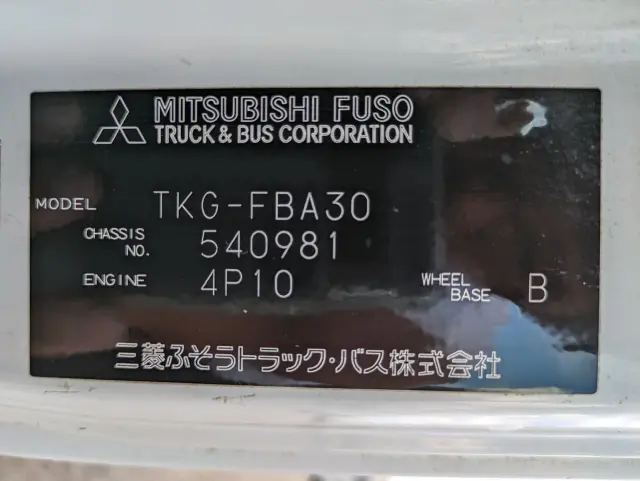 MITSUBISHI FUSO
TRUCK & BUS CORPORATION
MODEL TKG-FBA30
CHASSIS NO. 540981
ENGINE 4P10 WHEEL BASE B
三菱ふそうトラック・バス株式会社